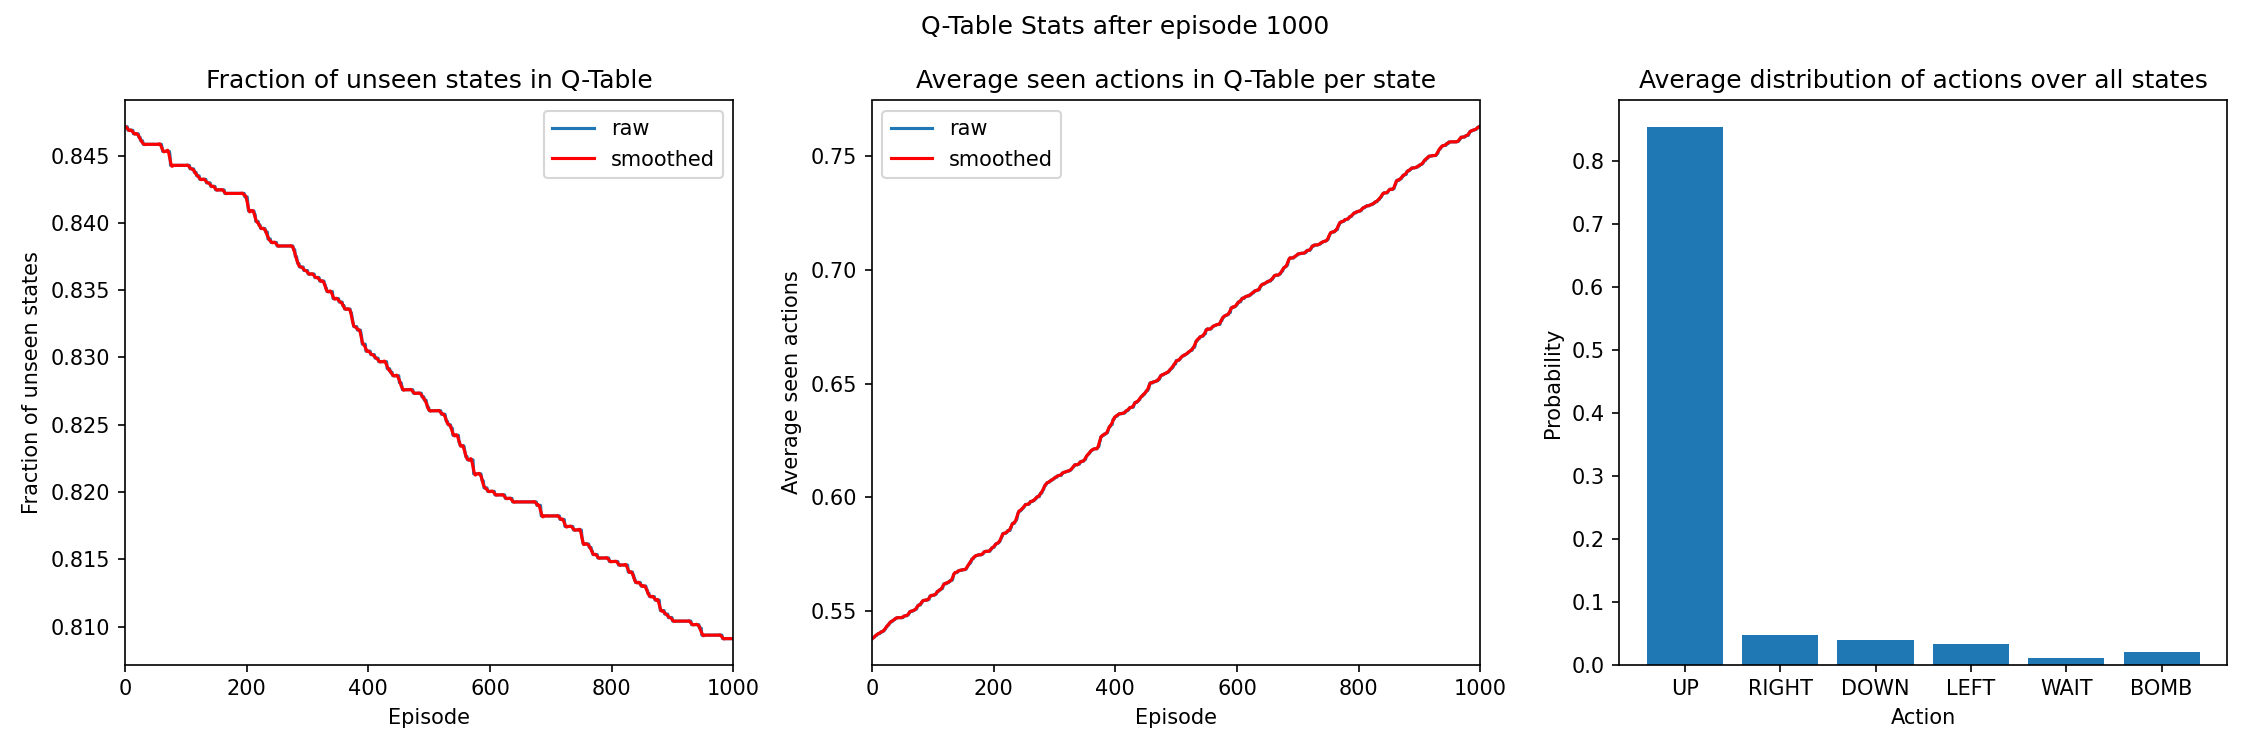 Q-Table Stats after episode 1000
Fraction of unseen states in Q-Table
Fraction of unseen states
0.845
0.840
0.835
0.830
0.825
0.820
0.815
0.810
raw
smoothed
0 200 400 600 800 1000
Episode
Average seen actions in Q-Table per state
Average seen actions
0.75
0.70
0.65
0.60
0.55
raw
smoothed
0 200 400 600 800 1000
Episode
Average distribution of actions over all states
Probability
0.8
0.7
0.6
0.5
0.4
0.3
0.2
0.1
0.0
UP RIGHT DOWN LEFT WAIT BOMB
Action